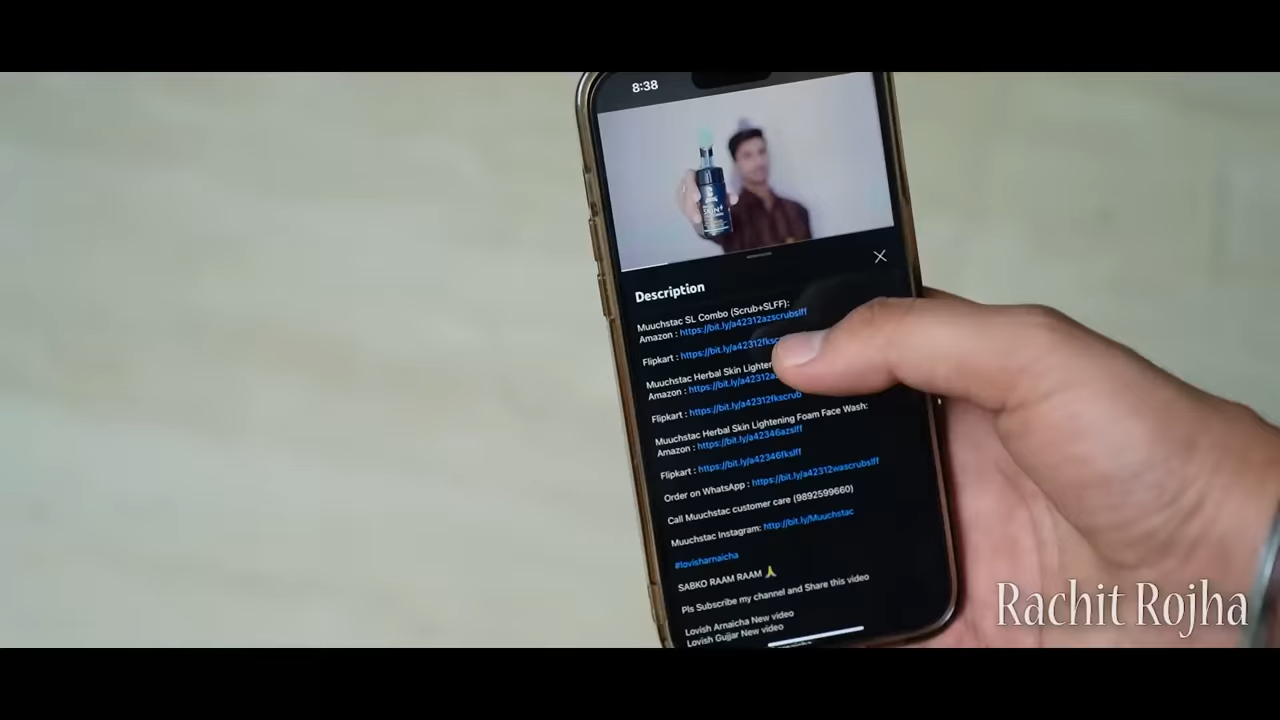 8:38
SKIN+
Description
Muuchstac SL Combo (Scrub+SLFF):
Amazon : https://bit.ly/a42312azscrubslff
Flipkart : https://bit.ly/a42312fksc
Muuchstac Herbal Skin Lighten
Amazon : https://bit.ly/a42312a
Flipkart : https://bit.ly/a42312fkscrub
Muuchstac Herbal Skin Lightening Foam Face Wash:
Amazon : https://bit.ly/a42346azslff
Flipkart : https://bit.ly/a42346fkslff
Order on WhatsApp : https://bit.ly/a42312wascrubslff
Call Muuchstac customer care (9892599660)
Muuchstac Instagram: http://bit.ly/Muuchstac
#lovisharnaicha
SABKO RAAM RAAM 🙏
Pls Subscribe my channel and Share this video
Lovish Arnaicha New video
Lovish Gujjar New video
Rachit Rojha